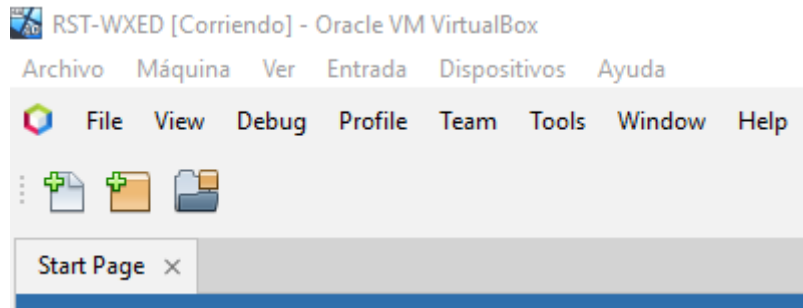 RST-WXED [Corriendo] - Oracle VM VirtualBox
Archivo Máquina Ver Entrada Dispositivos Ayuda
File View Debug Profile Team Tools Window Help
Start Page